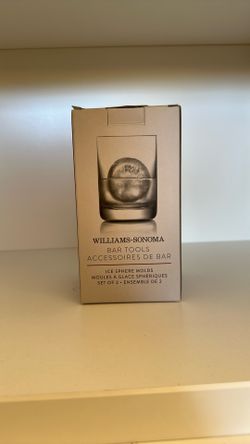 WILLIAMS-SONOMA
BAR TOOLS
ACCESSOIRES DE BAR
ICE SPHERE MOLDS
MOULES À GLACE SPHÉRIQUES
SET OF 2 • ENSEMBLE DE 2